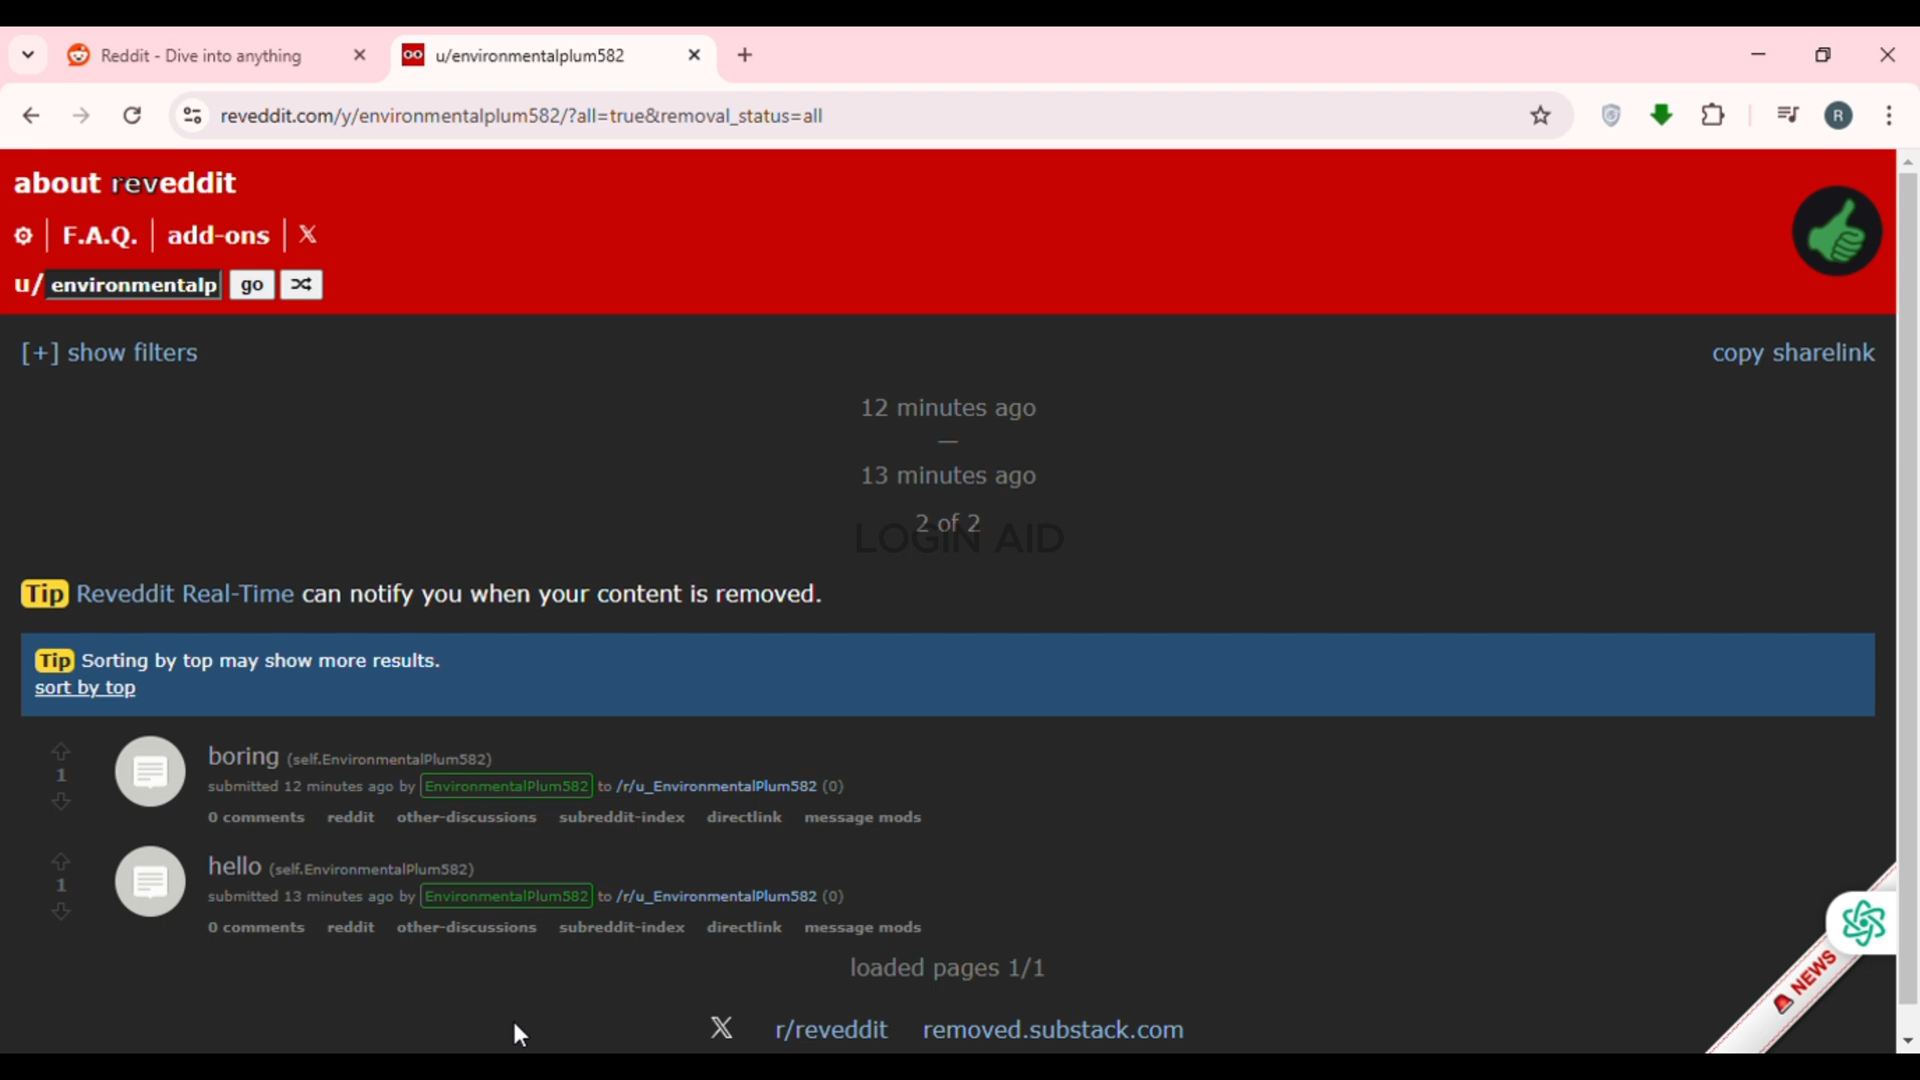 Reddit - Dive into anything
u/environmentalplum582
reveddit.com/y/environmentalplum582/?all=true&removal_status=all
R
about reveddit
F.A.Q. | add-ons | 𝕏
u/ environmentalp go
[+] show filters
copy sharelink
12 minutes ago
—
13 minutes ago
2 of 2
LOGIN AID
Tip Reveddit Real-Time can notify you when your content is removed.
Tip Sorting by top may show more results.
sort by top
boring (self.EnvironmentalPlum582)
1
submitted 12 minutes ago by EnvironmentalPlum582 to /r/u_EnvironmentalPlum582 (0)
0 comments reddit other-discussions subreddit-index directlink message mods
hello (self.EnvironmentalPlum582)
1
submitted 13 minutes ago by EnvironmentalPlum582 to /r/u_EnvironmentalPlum582 (0)
0 comments reddit other-discussions subreddit-index directlink message mods
loaded pages 1/1
NEWS
𝕏 r/reveddit removed.substack.com